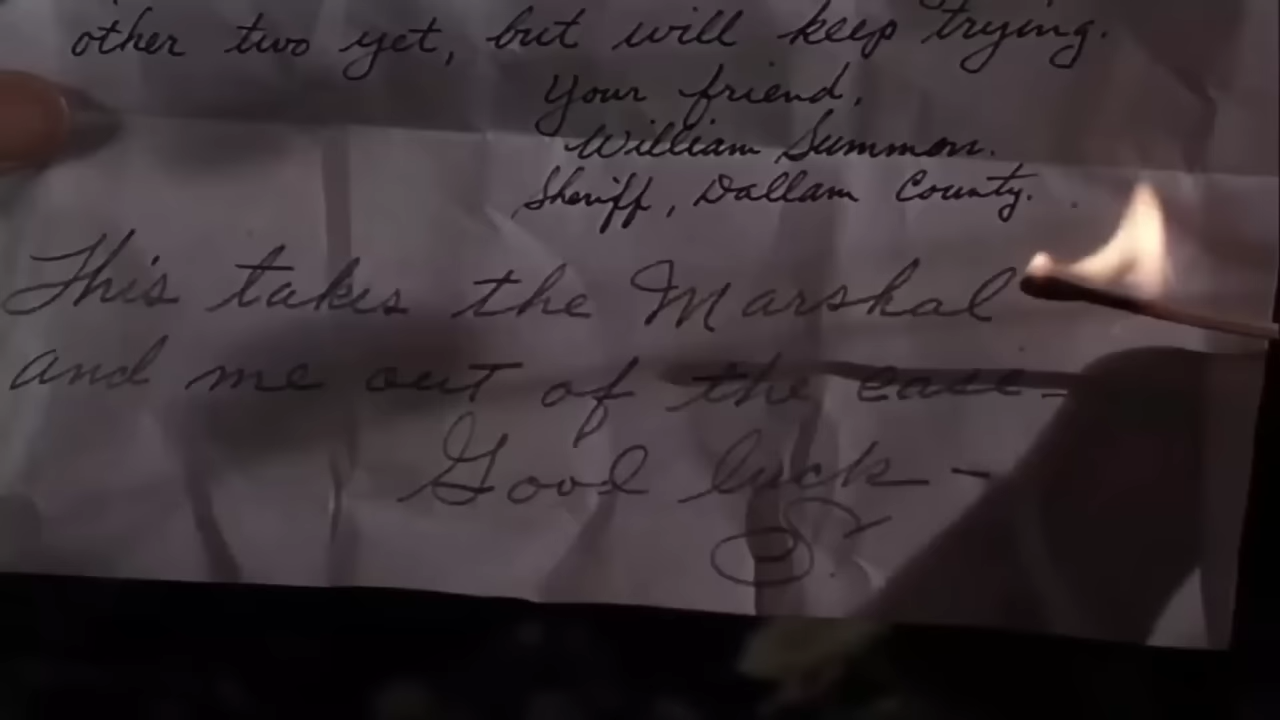 other two yet, but will keep trying.
Your friend,
William Summon.
Sheriff, Dallam County.
This takes the Marshal
and me out of the case-
Good luck -
S.